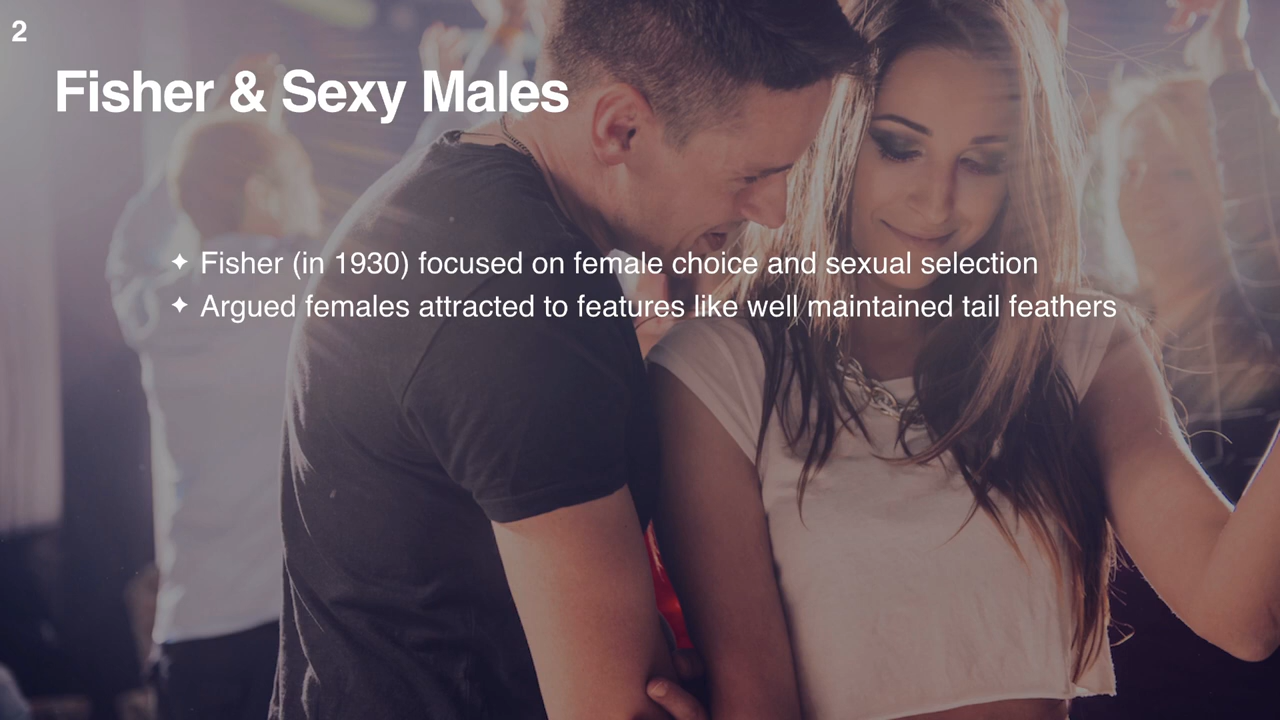 2
Fisher & Sexy Males
✦ Fisher (in 1930) focused on female choice and sexual selection
✦ Argued females attracted to features like well maintained tail feathers